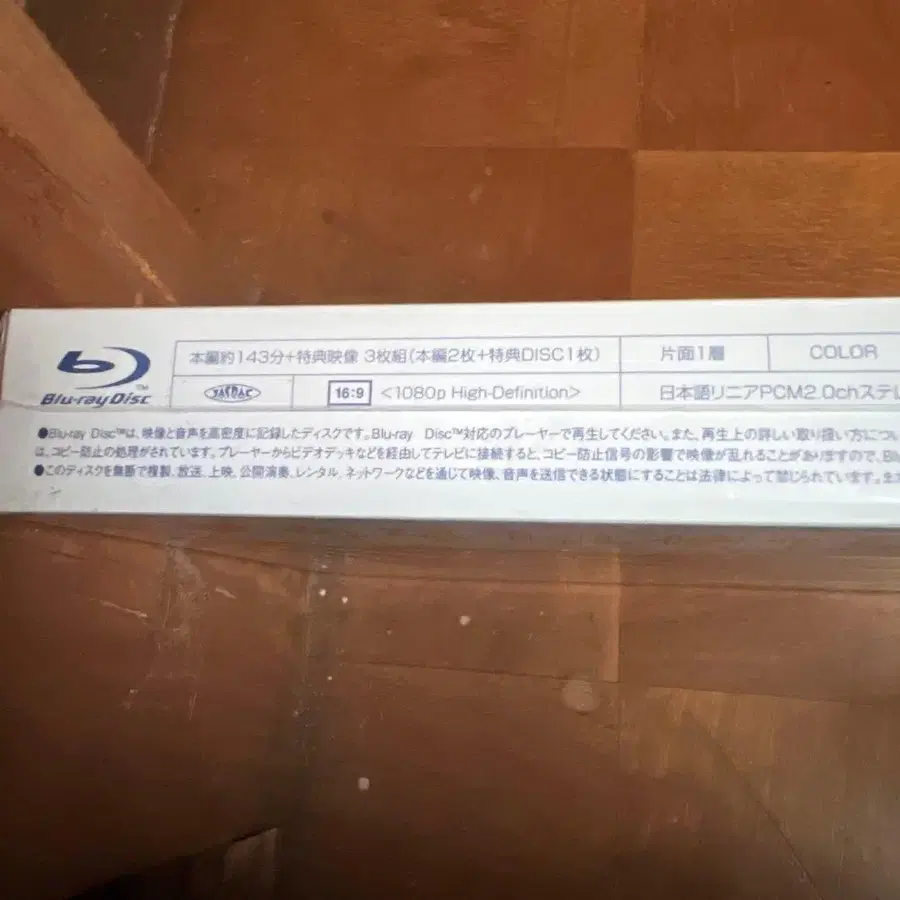 本編約143分+特典映像 3枚組(本編2枚+特典DISC1枚) 片面1層 COLOR
Blu-ray Disc™
JASRAC 16:9 <1080p High-Definition> 日本語リニアPCM2.0chステレ
●Blu-ray Disc™は、映像と音声を高密度に記録したディスクです。Blu-ray Disc™対応のプレーヤーで再生してください。また、再生上の詳しい取り扱い方につい
は、コピー防止の処理がされています。プレーヤーからビデオデッキなどを経由してテレビに接続すると、コピー防止信号の影響で映像が乱れることがありますので、Bl
●このディスクを無断で複製、放送、上映、公開演奏、レンタル、ネットワークなどを通じて映像、音声を送信できる状態にすることは法律によって禁じられています。